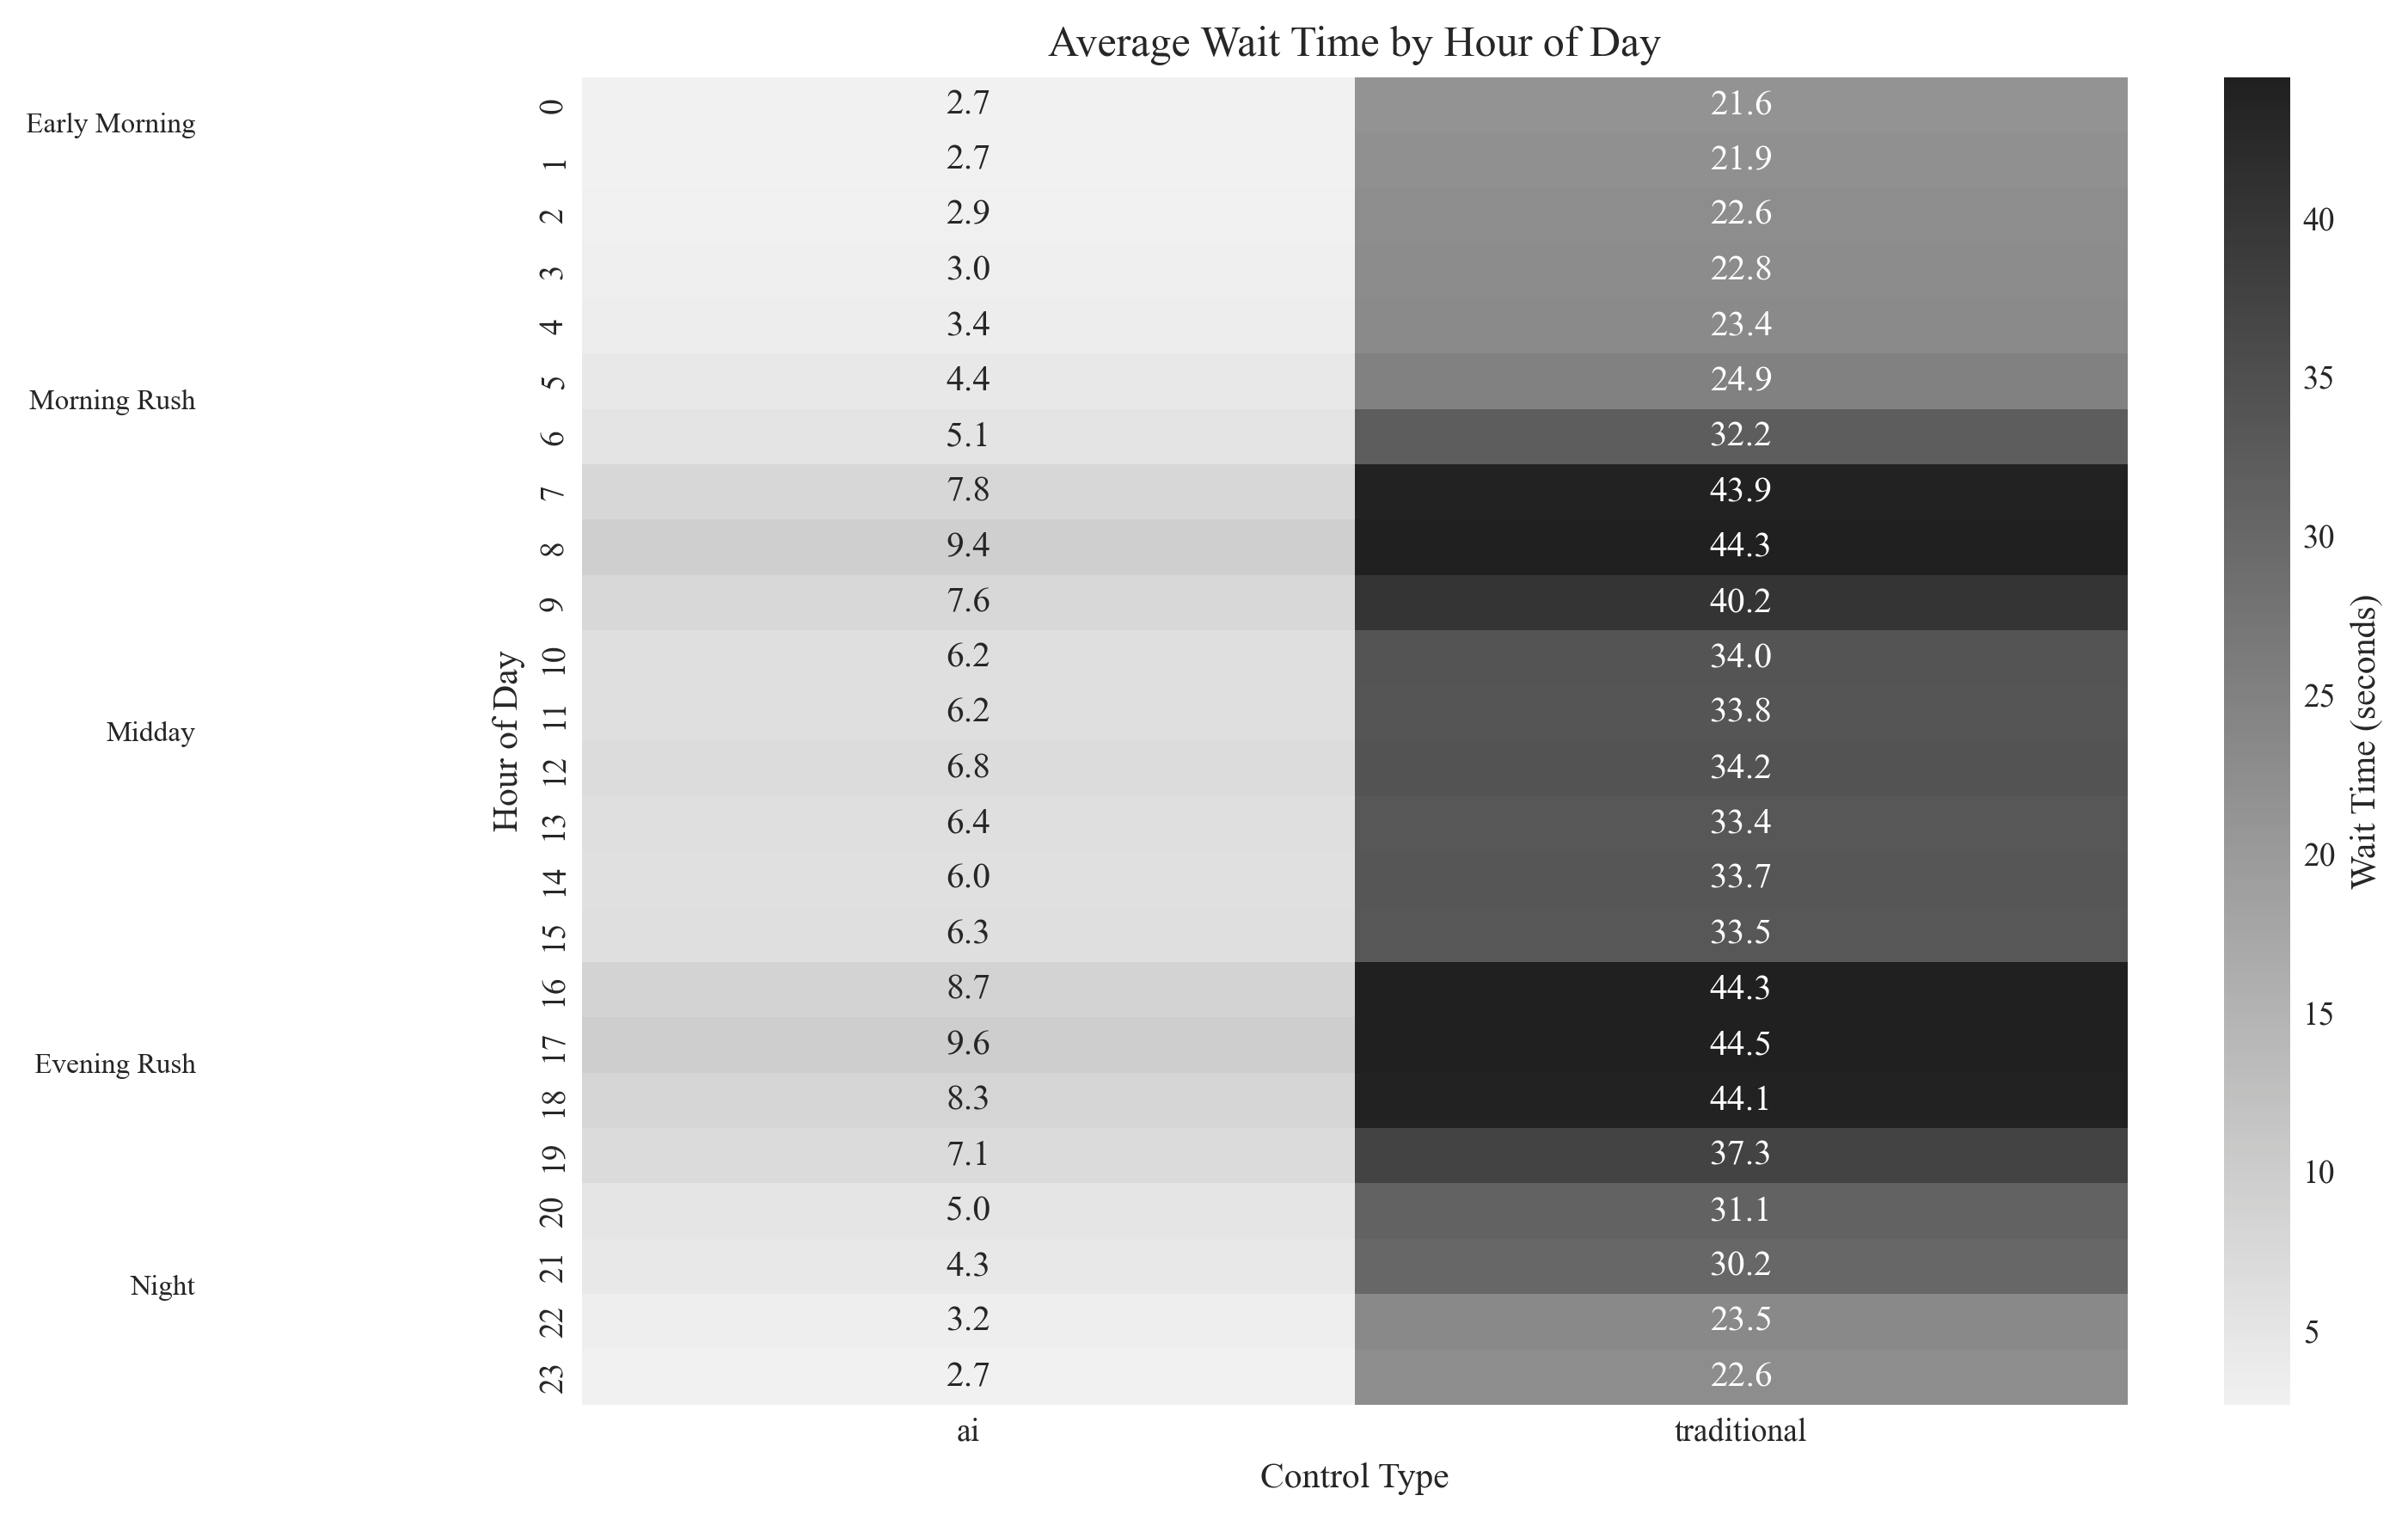 Average Wait Time by Hour of Day
Early Morning
Morning Rush
Midday
Evening Rush
Night
Hour of Day
0 2.7 21.6
1 2.7 21.9
2 2.9 22.6
3 3.0 22.8
4 3.4 23.4
5 4.4 24.9
6 5.1 32.2
7 7.8 43.9
8 9.4 44.3
9 7.6 40.2
10 6.2 34.0
11 6.2 33.8
12 6.8 34.2
13 6.4 33.4
14 6.0 33.7
15 6.3 33.5
16 8.7 44.3
17 9.6 44.5
18 8.3 44.1
19 7.1 37.3
20 5.0 31.1
21 4.3 30.2
22 3.2 23.5
23 2.7 22.6
ai traditional
Control Type
40
35
30
25
20
15
10
5
Wait Time (seconds)